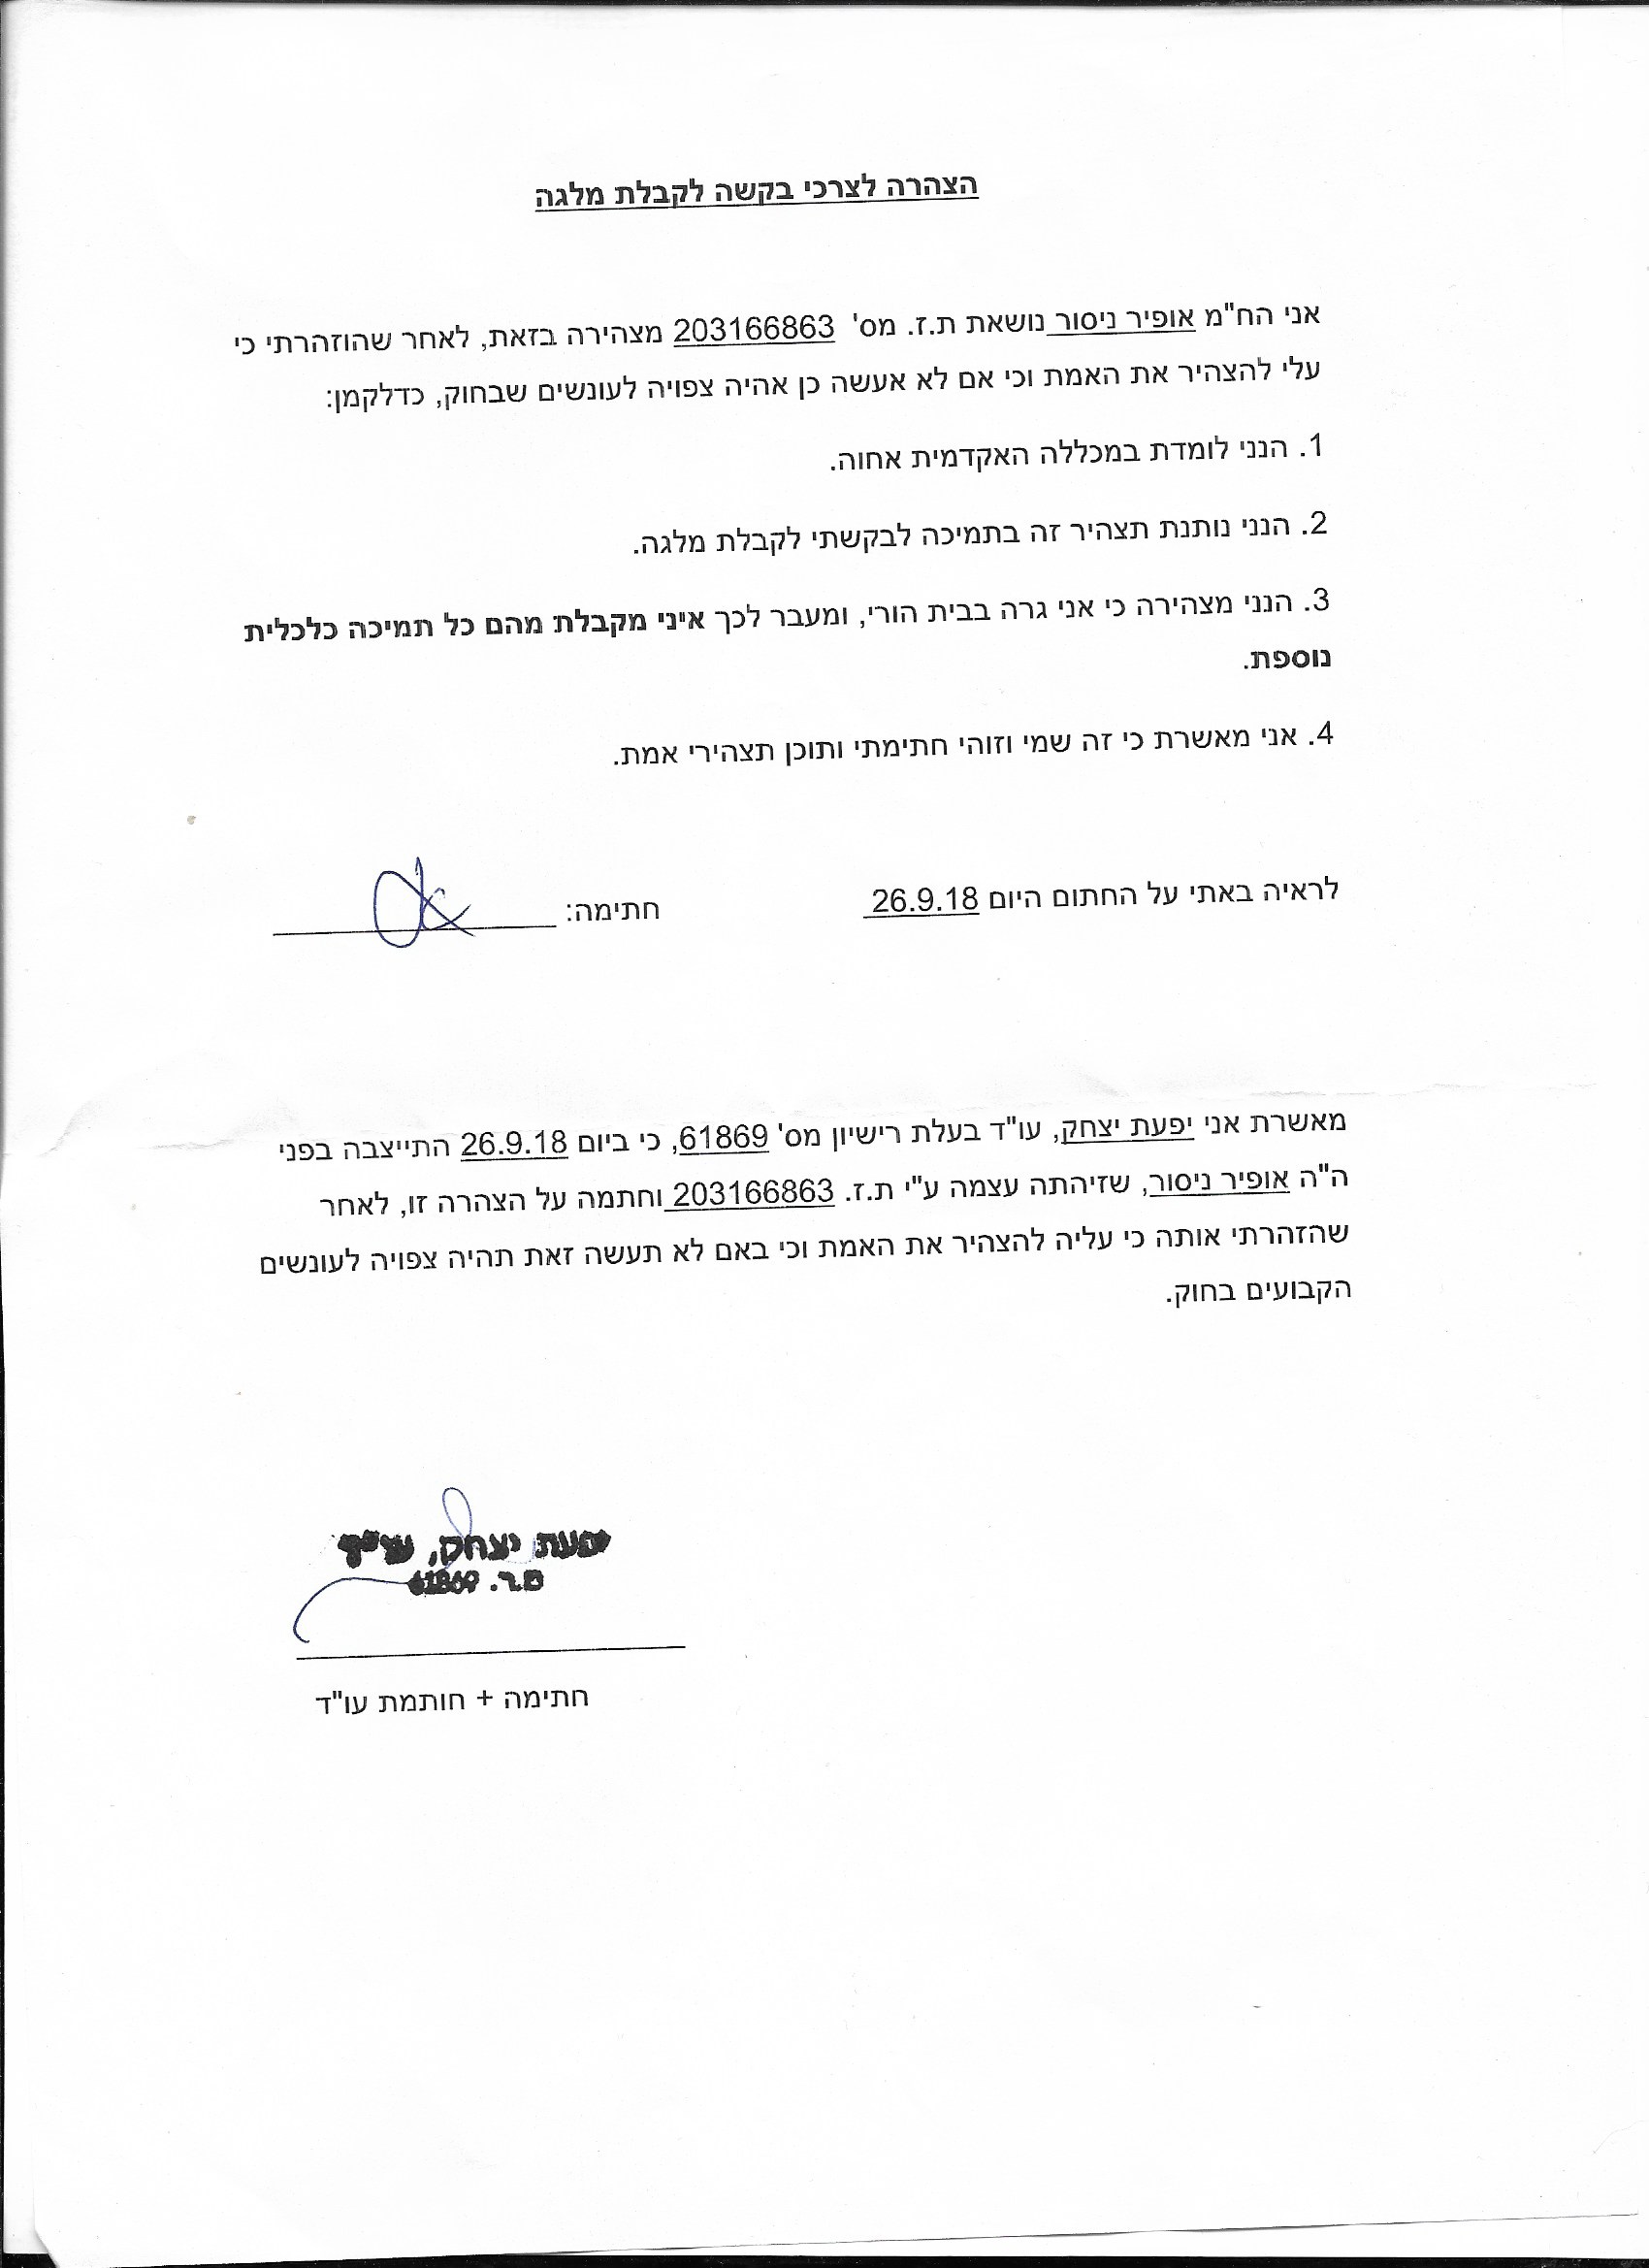 הצהרה לצרכי בקשה לקבלת מלגה
אני הח"מ אופיר ניסור נושאת ת.ז. מס' 203166863 מצהירה בזאת, לאחר שהוזהרתי כי
עלי להצהיר את האמת וכי אם לא אעשה כן אהיה צפויה לעונשים שבחוק, כדלקמן:
1. הנני לומדת במכללה האקדמית אחוה.
2. הנני נותנת תצהיר זה בתמיכה לבקשתי לקבלת מלגה.
3. הנני מצהירה כי אני גרה בבית הורי, ומעבר לכך איני מקבלת מהם כל תמיכה כלכלית
נוספת.
4. אני מאשרת כי זה שמי וזוהי חתימתי ותוכן תצהירי אמת.
לראיה באתי על החתום היום 26.9.18 חתימה:
מאשרת אני יפעת יצחק, עו"ד בעלת רישיון מס' 61869, כי ביום 26.9.18 התייצבה בפני
ה"ה אופיר ניסור, שזיהתה עצמה ע"י ת.ז. 203166863 וחתמה על הצהרה זו, לאחר
שהזהרתי אותה כי עליה להצהיר את האמת וכי באם לא תעשה זאת תהיה צפויה לעונשים
הקבועים בחוק.
יפעת יצחק, עו"ד
מ.ר. 61869
חתימה + חותמת עו"ד